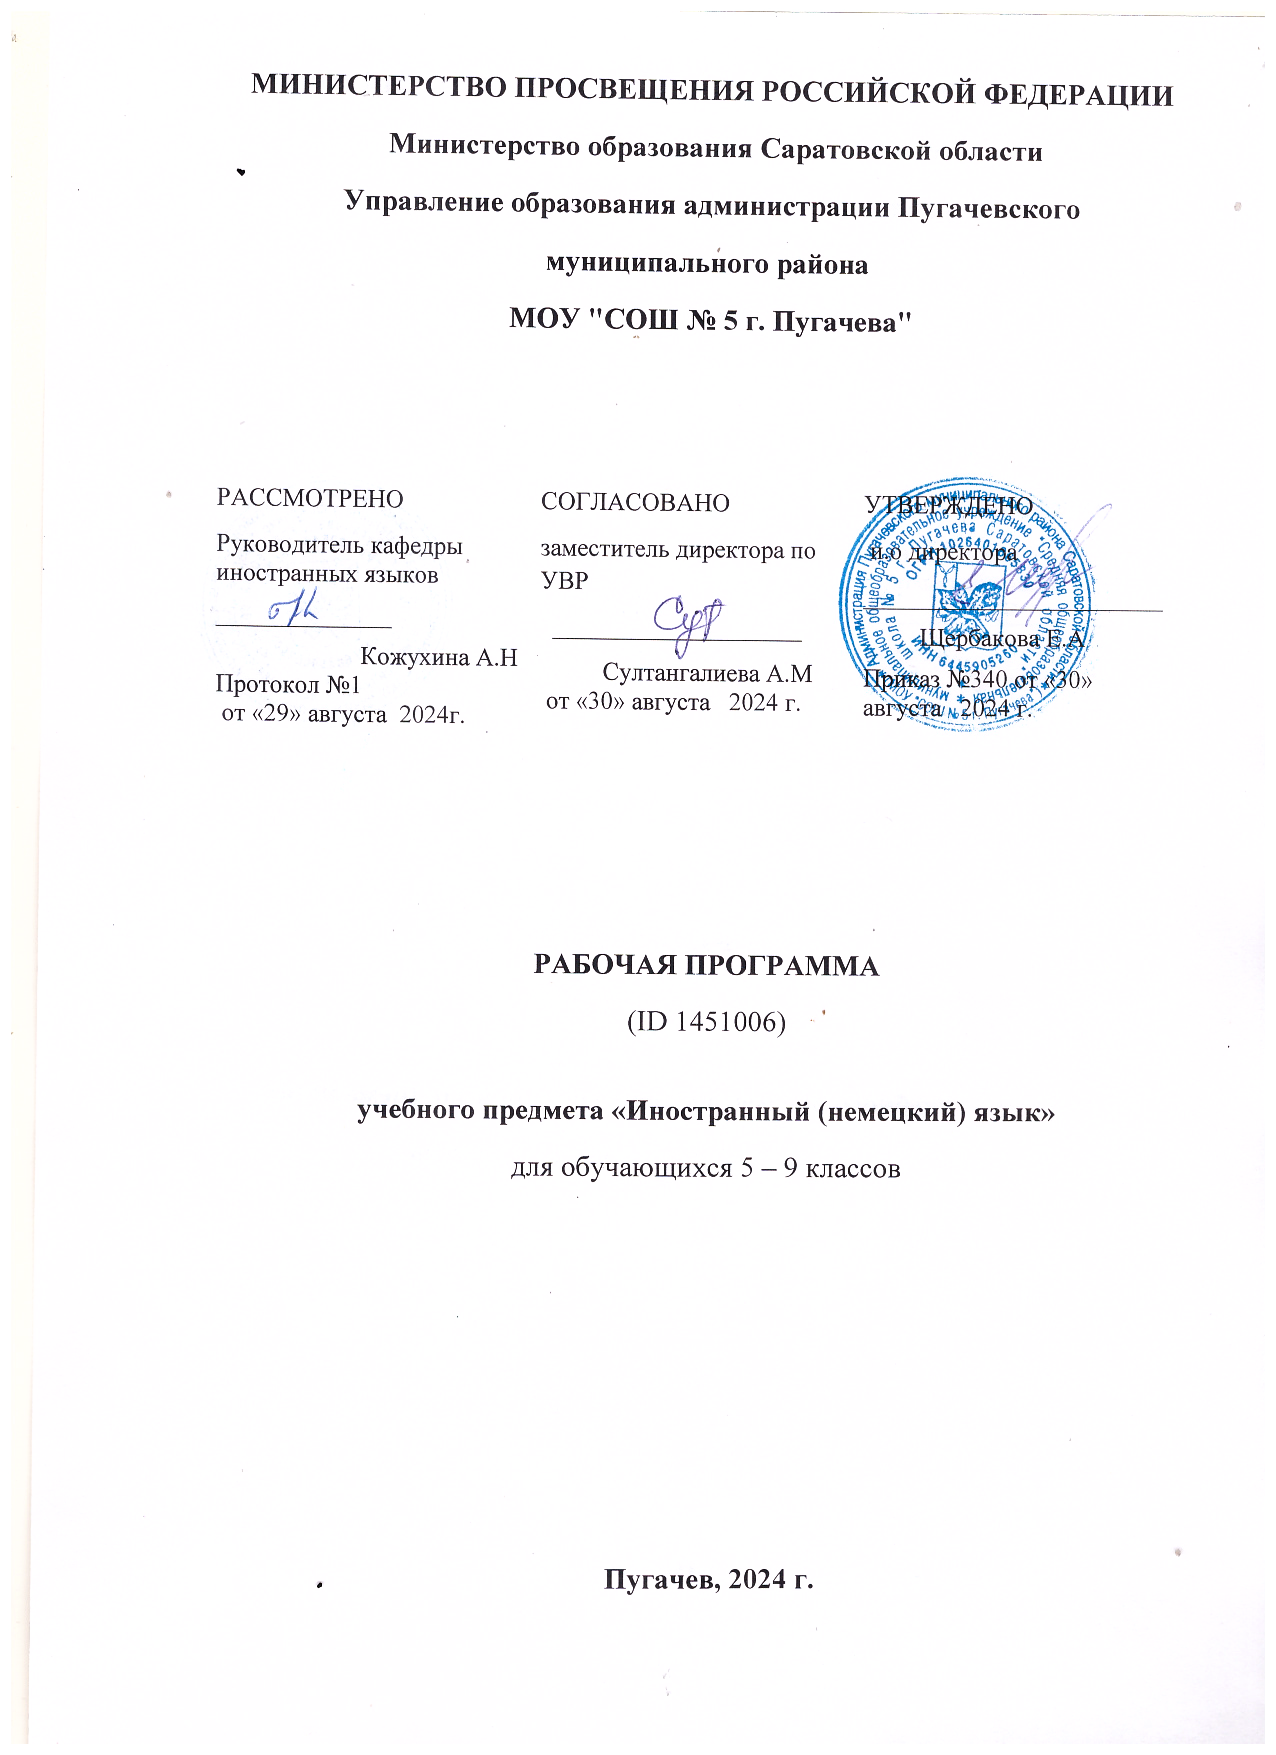 МИНИСТЕРСТВО ПРОСВЕЩЕНИЯ РОССИЙСКОЙ ФЕДЕРАЦИИ
Министерство образования Саратовской области
Управление образования администрации Пугачевского
муниципального района
МОУ "СОШ № 5 г. Пугачева"
РАССМОТРЕНО
Руководитель кафедры
иностранных языков
Кожухина А.Н
Протокол №1
от «29» августа 2024г.
СОГЛАСОВАНО
заместитель директора по
УВР
Султангалиева А.М
от «30» августа 2024 г.
УТВЕРЖДЕНО
и.о директора
Щербакова Е.А
Приказ №340 от «30»
августа 2024 г.
ИНН 6445905260
РАБОЧАЯ ПРОГРАММА
(ID 1451006)
учебного предмета «Иностранный (немецкий) язык»
для обучающихся 5 – 9 классов
Пугачев, 2024 г.